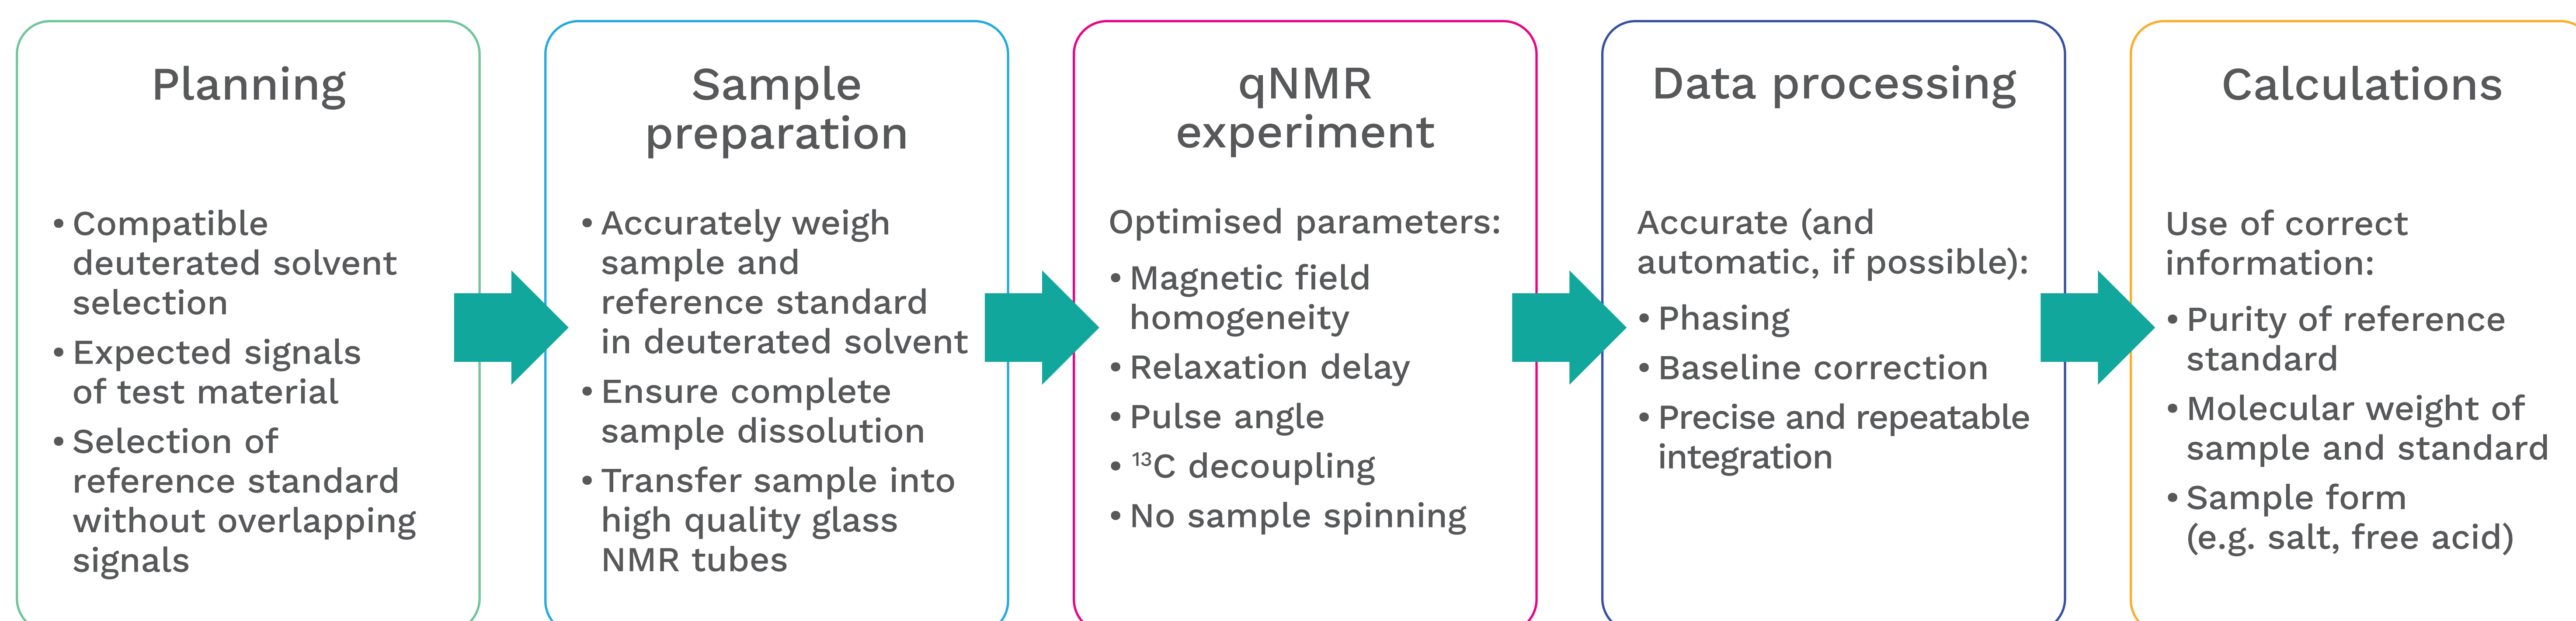 Planning
• Compatible
deuterated solvent
selection
• Expected signals
of test material
• Selection of
reference standard
without overlapping
signals
Sample
preparation
• Accurately weigh
sample and
reference standard
in deuterated solvent
• Ensure complete
sample dissolution
• Transfer sample into
high quality glass
NMR tubes
qNMR
experiment
Optimised parameters:
• Magnetic field
homogeneity
• Relaxation delay
• Pulse angle
• ¹³C decoupling
• No sample spinning
Data processing
Accurate (and
automatic, if possible):
• Phasing
• Baseline correction
• Precise and repeatable
integration
Calculations
Use of correct
information:
• Purity of reference
standard
• Molecular weight of
sample and standard
• Sample form
(e.g. salt, free acid)